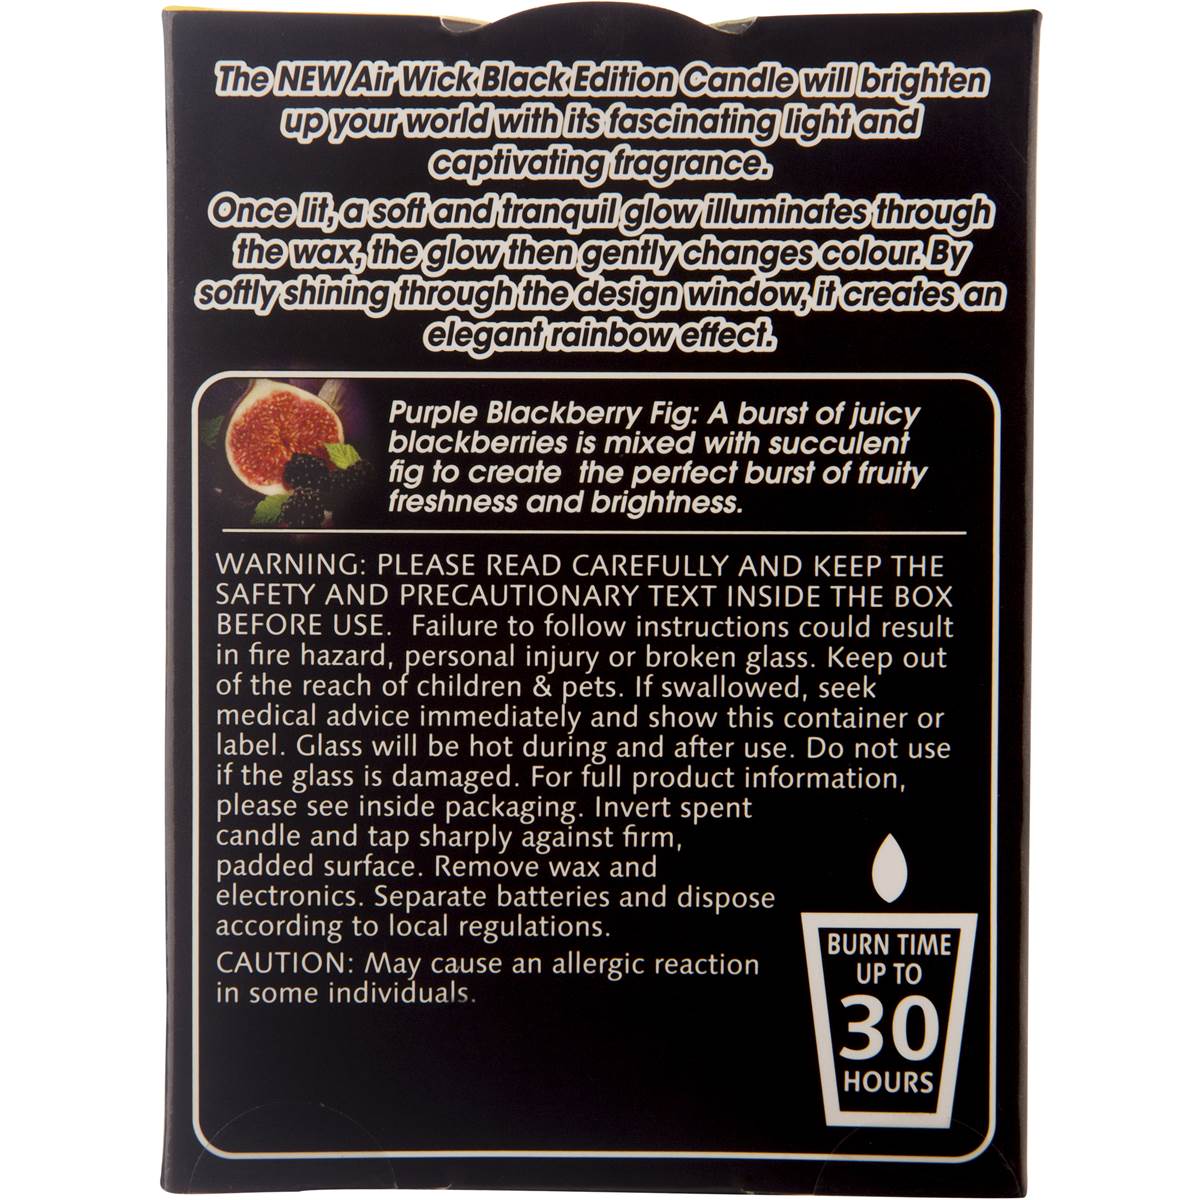 The NEW Air Wick Black Edition Candle will brighten
up your world with its fascinating light and
captivating fragrance.
Once lit, a soft and tranquil glow illuminates through
the wax, the glow then gently changes colour. By
softly shining through the design window, it creates an
elegant rainbow effect.
Purple Blackberry Fig: A burst of juicy
blackberries is mixed with succulent
fig to create the perfect burst of fruity
freshness and brightness.
WARNING: PLEASE READ CAREFULLY AND KEEP THE
SAFETY AND PRECAUTIONARY TEXT INSIDE THE BOX
BEFORE USE. Failure to follow instructions could result
in fire hazard, personal injury or broken glass. Keep out
of the reach of children & pets. If swallowed, seek
medical advice immediately and show this container or
label. Glass will be hot during and after use. Do not use
if the glass is damaged. For full product information,
please see inside packaging. Invert spent
candle and tap sharply against firm,
padded surface. Remove wax and
electronics. Separate batteries and dispose
according to local regulations.
CAUTION: May cause an allergic reaction
in some individuals.
BURN TIME
UP TO
30
HOURS